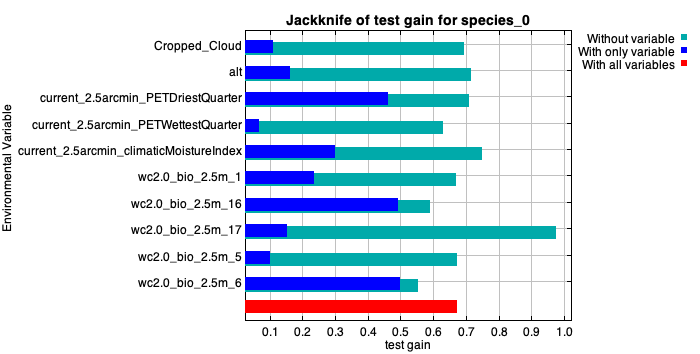 Jackknife of test gain for species_0
Without variable
With only variable
With all variables
Environmental Variable
Cropped_Cloud
alt
current_2.5arcmin_PETDriestQuarter
current_2.5arcmin_PETWettestQuarter
current_2.5arcmin_climaticMoistureIndex
wc2.0_bio_2.5m_1
wc2.0_bio_2.5m_16
wc2.0_bio_2.5m_17
wc2.0_bio_2.5m_5
wc2.0_bio_2.5m_6
0.1 0.2 0.3 0.4 0.5 0.6 0.7 0.8 0.9 1.0
test gain